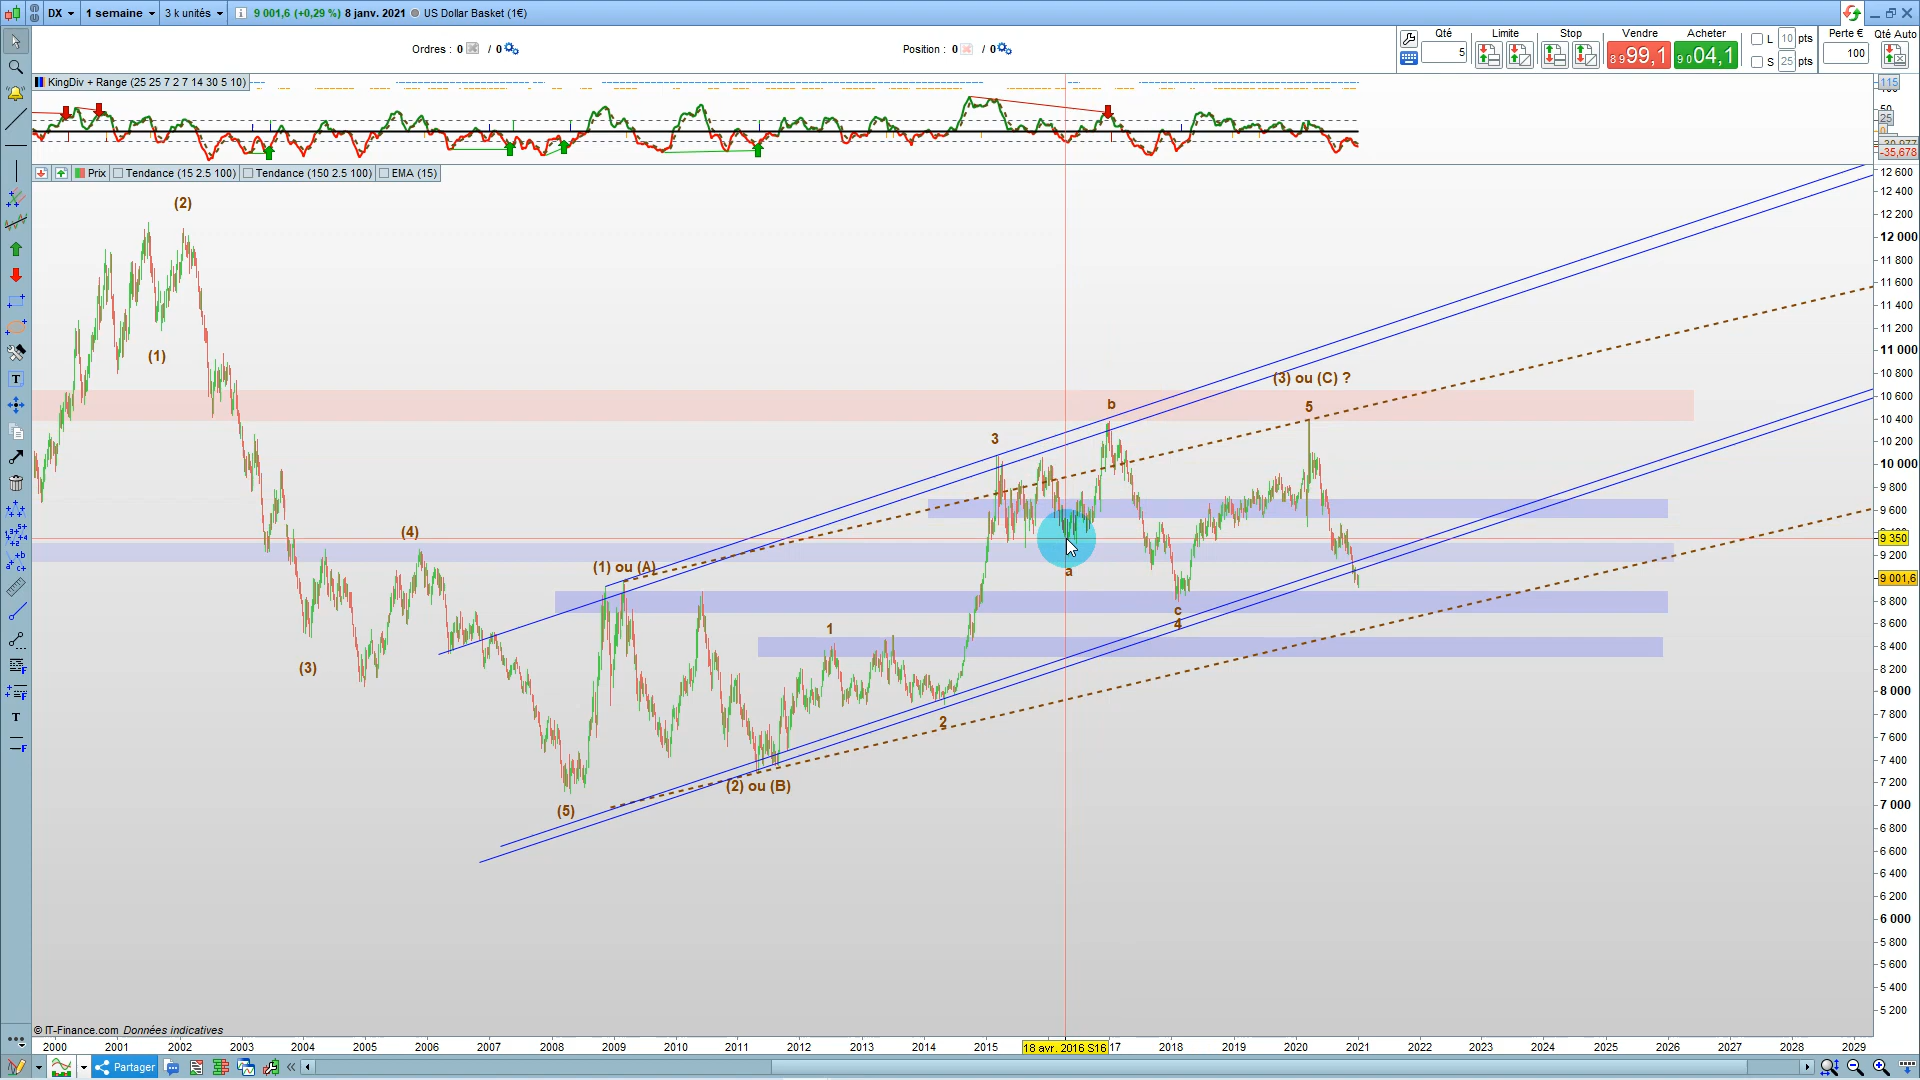 DX 1 semaine 3 k unités 9 001,6 (+0,29 %) 8 janv. 2021 US Dollar Basket (1€)
Ordres : 0 / 0
Position : 0 / 0
Qté Limite Stop Vendre Acheter Perte € Qté Auto
5 8 999,1 9 004,1 100
L 10 pts
S 25 pts
KingDiv + Range (25 25 7 2 7 14 30 5 10)
115
50
25
0
-35,678
Prix Tendance (15 2.5 100) Tendance (150 2.5 100) EMA (15)
12 600
12 400
12 200
12 000
11 800
11 600
11 400
11 200
11 000
10 800
10 600
10 400
10 200
10 000
9 800
9 600
9 350
9 200
9 001,6
8 800
8 600
8 400
8 200
8 000
7 800
7 600
7 400
7 200
7 000
6 800
6 600
6 400
6 200
6 000
5 800
5 600
5 400
5 200
(2)
(1)
(3) ou (C) ?
b
5
3
(4)
(1) ou (A)
a
c
4
1
(3)
2
(2) ou (B)
(5)
© IT-Finance.com Données indicatives
2000 2001 2002 2003 2004 2005 2006 2007 2008 2009 2010 2011 2012 2013 2014 2015 18 avr. 2016 S16 17 2018 2019 2020 2021 2022 2023 2024 2025 2026 2027 2028 2029
Partager